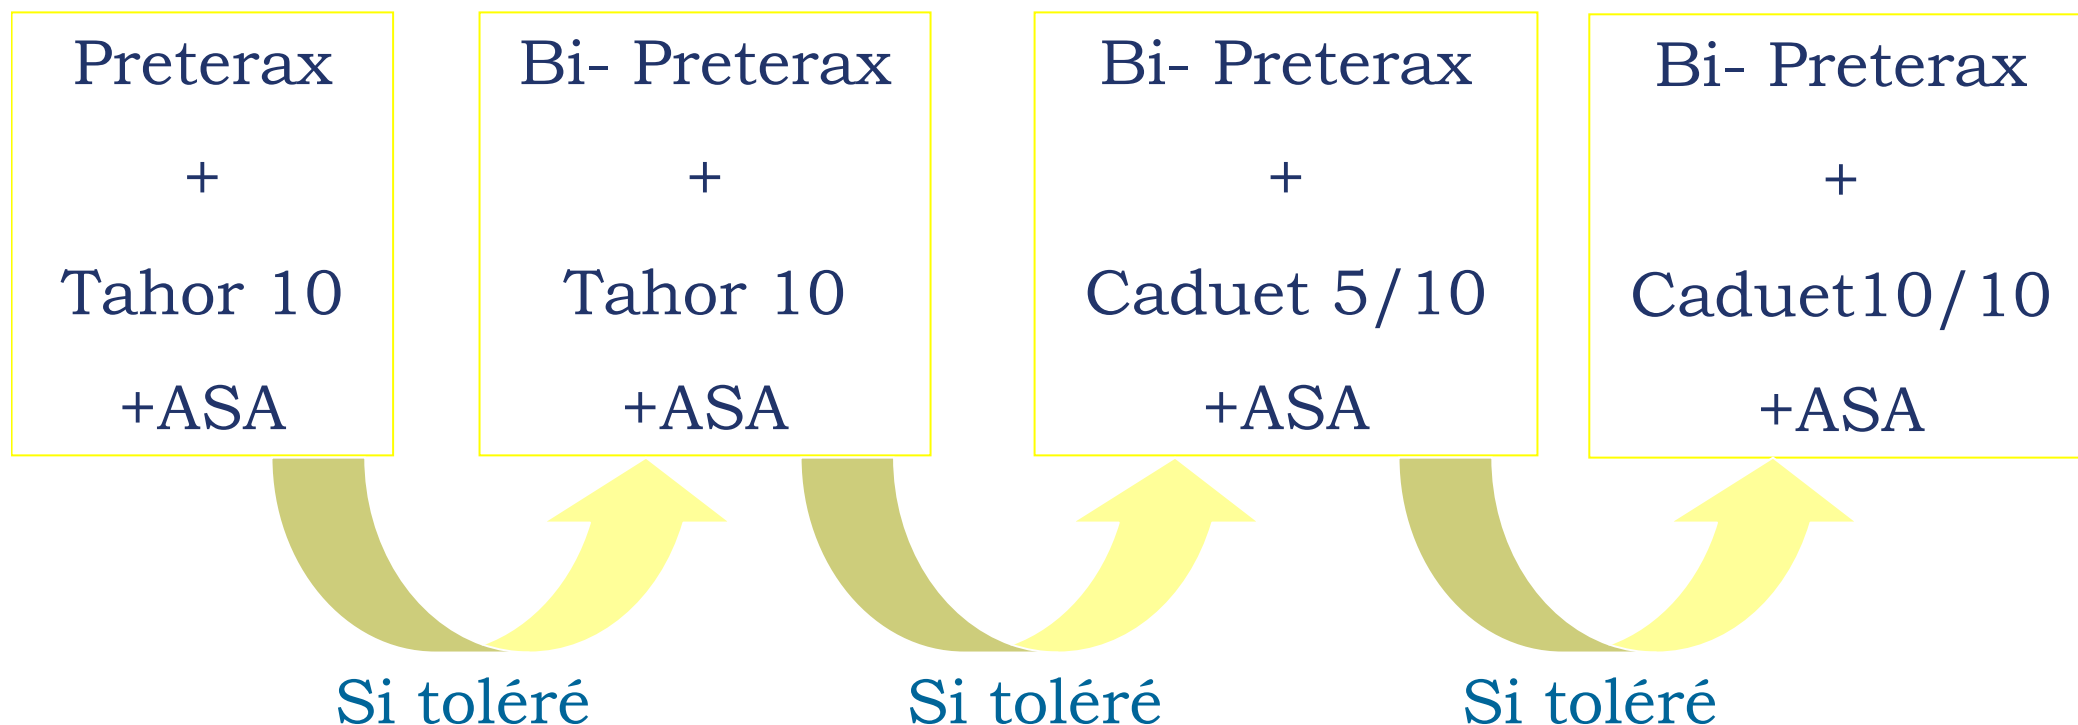 Preterax
+
Tahor 10
+ASA
Bi- Preterax
+
Tahor 10
+ASA
Bi- Preterax
+
Caduet 5/10
+ASA
Bi- Preterax
+
Caduet10/10
+ASA
Si toléré
Si toléré
Si toléré